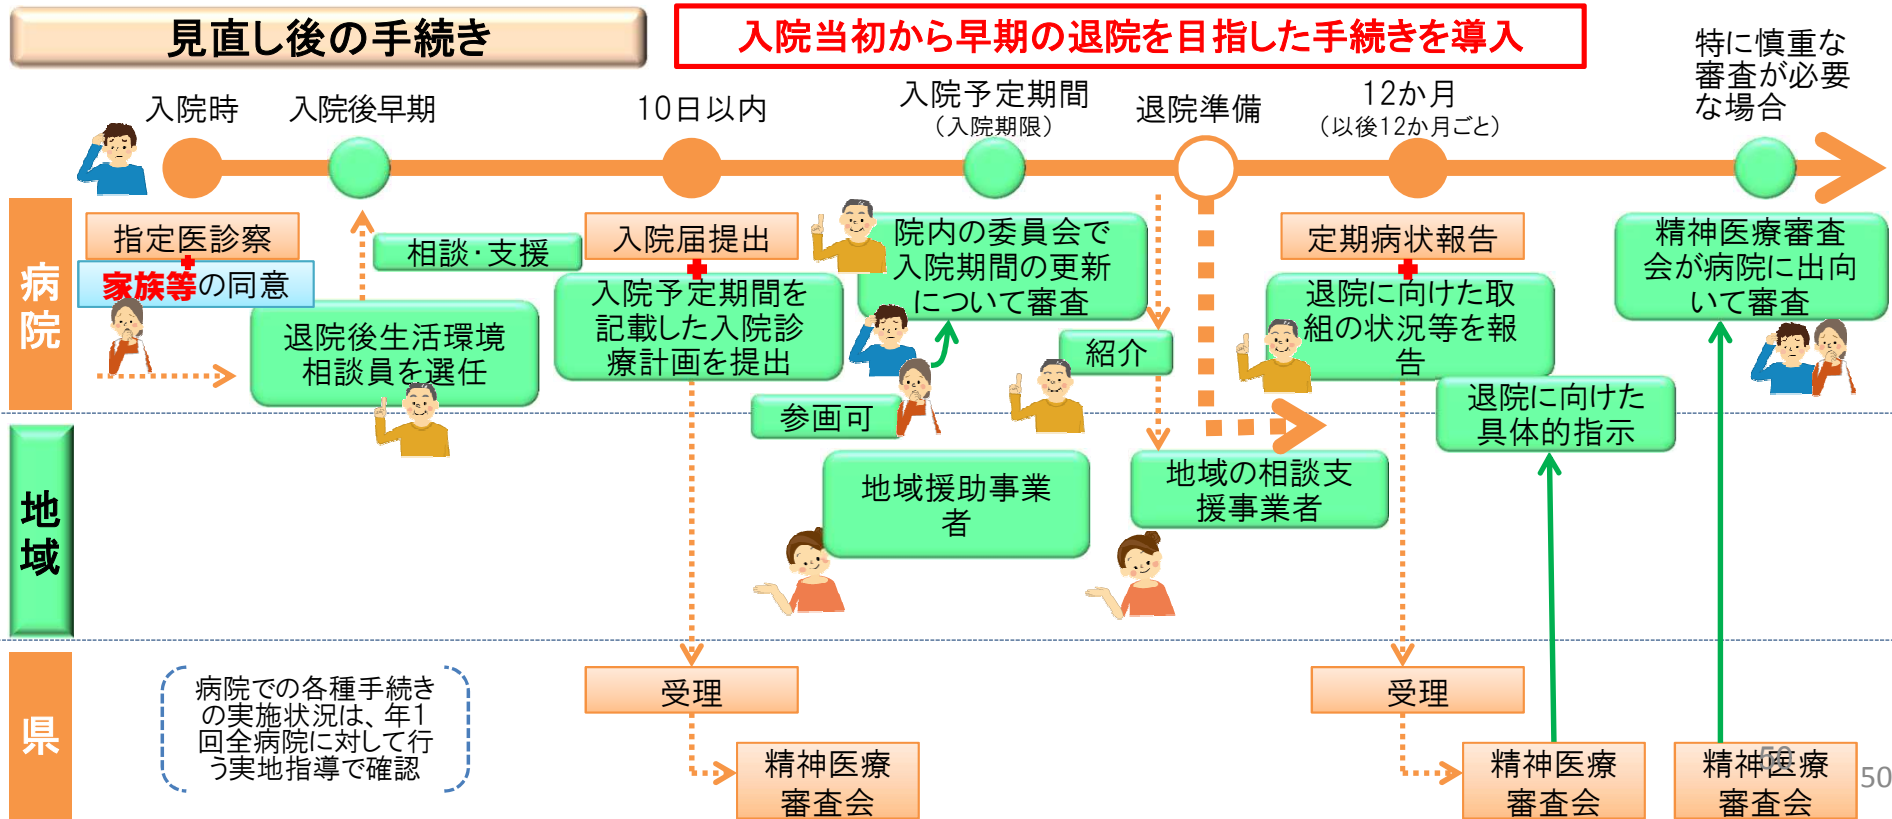 見直し後の手続き
入院当初から早期の退院を目指した手続きを導入
特に慎重な
審査が必要
な場合
入院時
入院後早期
10日以内
入院予定期間
（入院期限）
退院準備
12か月
（以後12か月ごと）
病院
指定医診察
家族等の同意
相談・支援
退院後生活環境
相談員を選任
入院届提出
入院予定期間を
記載した入院診
療計画を提出
院内の委員会で
入院期間の更新
について審査
参画可
紹介
定期病状報告
退院に向けた取
組の状況等を報
告
退院に向けた
具体的指示
精神医療審査
会が病院に出向
いて審査
地域
地域援助事業
者
地域の相談支
援事業者
県
病院での各種手続き
の実施状況は、年1
回全病院に対して行
う実地指導で確認
受理
精神医療
審査会
受理
精神医療
審査会
精神医療
審査会
50
50